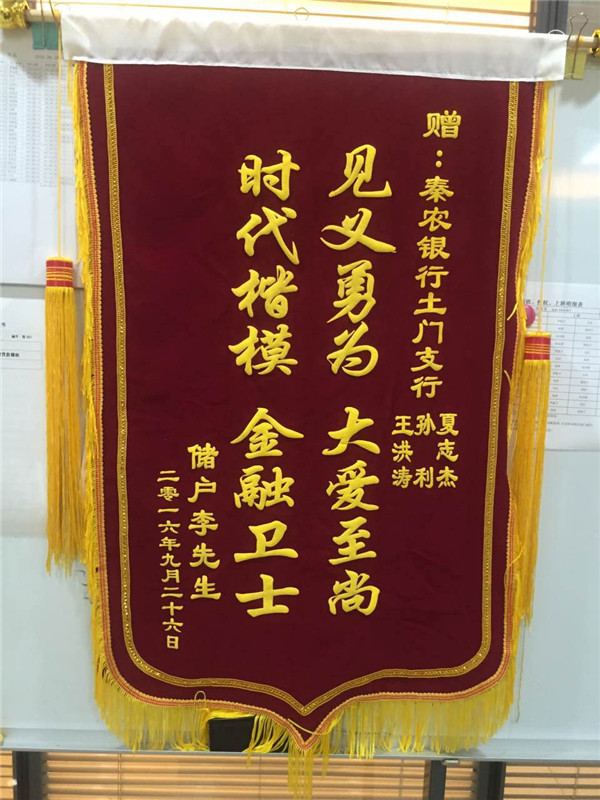 赠：秦农银行土门支行
夏志杰
孙利
王洪涛
见义勇为 大爱至尚
时代楷模 金融卫士
储户李先生
二零一六年九月二十六日